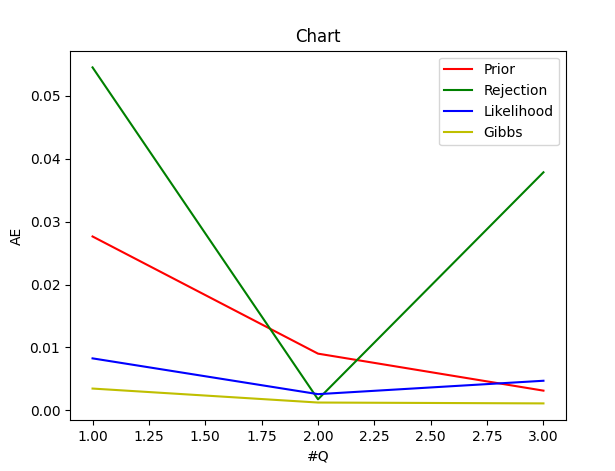 Chart
Prior
Rejection
Likelihood
Gibbs
AE
0.05
0.04
0.03
0.02
0.01
0.00
1.00 1.25 1.50 1.75 2.00 2.25 2.50 2.75 3.00
#Q